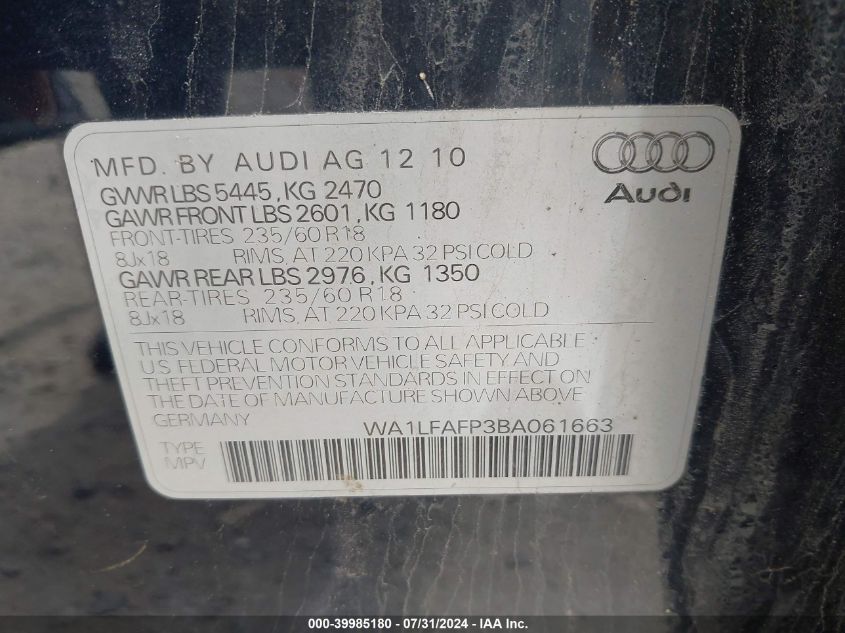 MFD. BY AUDI AG 12 10
GVWR LBS 5445, KG 2470
GAWR FRONT LBS 2601, KG 1180
FRONT-TIRES 235/60 R18
8Jx18 RIMS, AT 220 KPA 32 PSI COLD
GAWR REAR LBS 2976, KG 1350
REAR-TIRES 235/60 R18
8Jx18 RIMS, AT 220 KPA 32 PSI COLD
Audi
THIS VEHICLE CONFORMS TO ALL APPLICABLE
US FEDERAL MOTOR VEHICLE SAFETY AND
THEFT PREVENTION STANDARDS IN EFFECT ON
THE DATE OF MANUFACTURE SHOWN ABOVE.
GERMANY WA1LFAFP3BA061663
TYPE
MPV
000-39985180 - 07/31/2024 - IAA Inc.